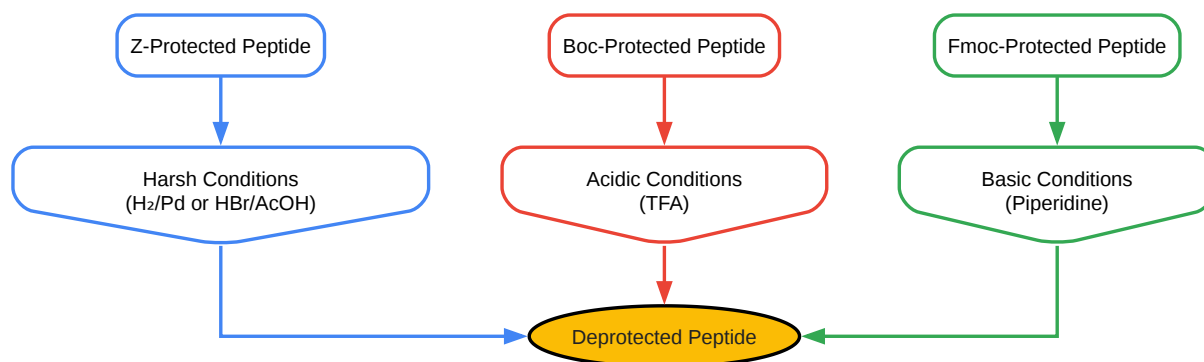 Z-Protected Peptide
Boc-Protected Peptide
Fmoc-Protected Peptide
Harsh Conditions
(H₂/Pd or HBr/AcOH)
Acidic Conditions
(TFA)
Basic Conditions
(Piperidine)
Deprotected Peptide